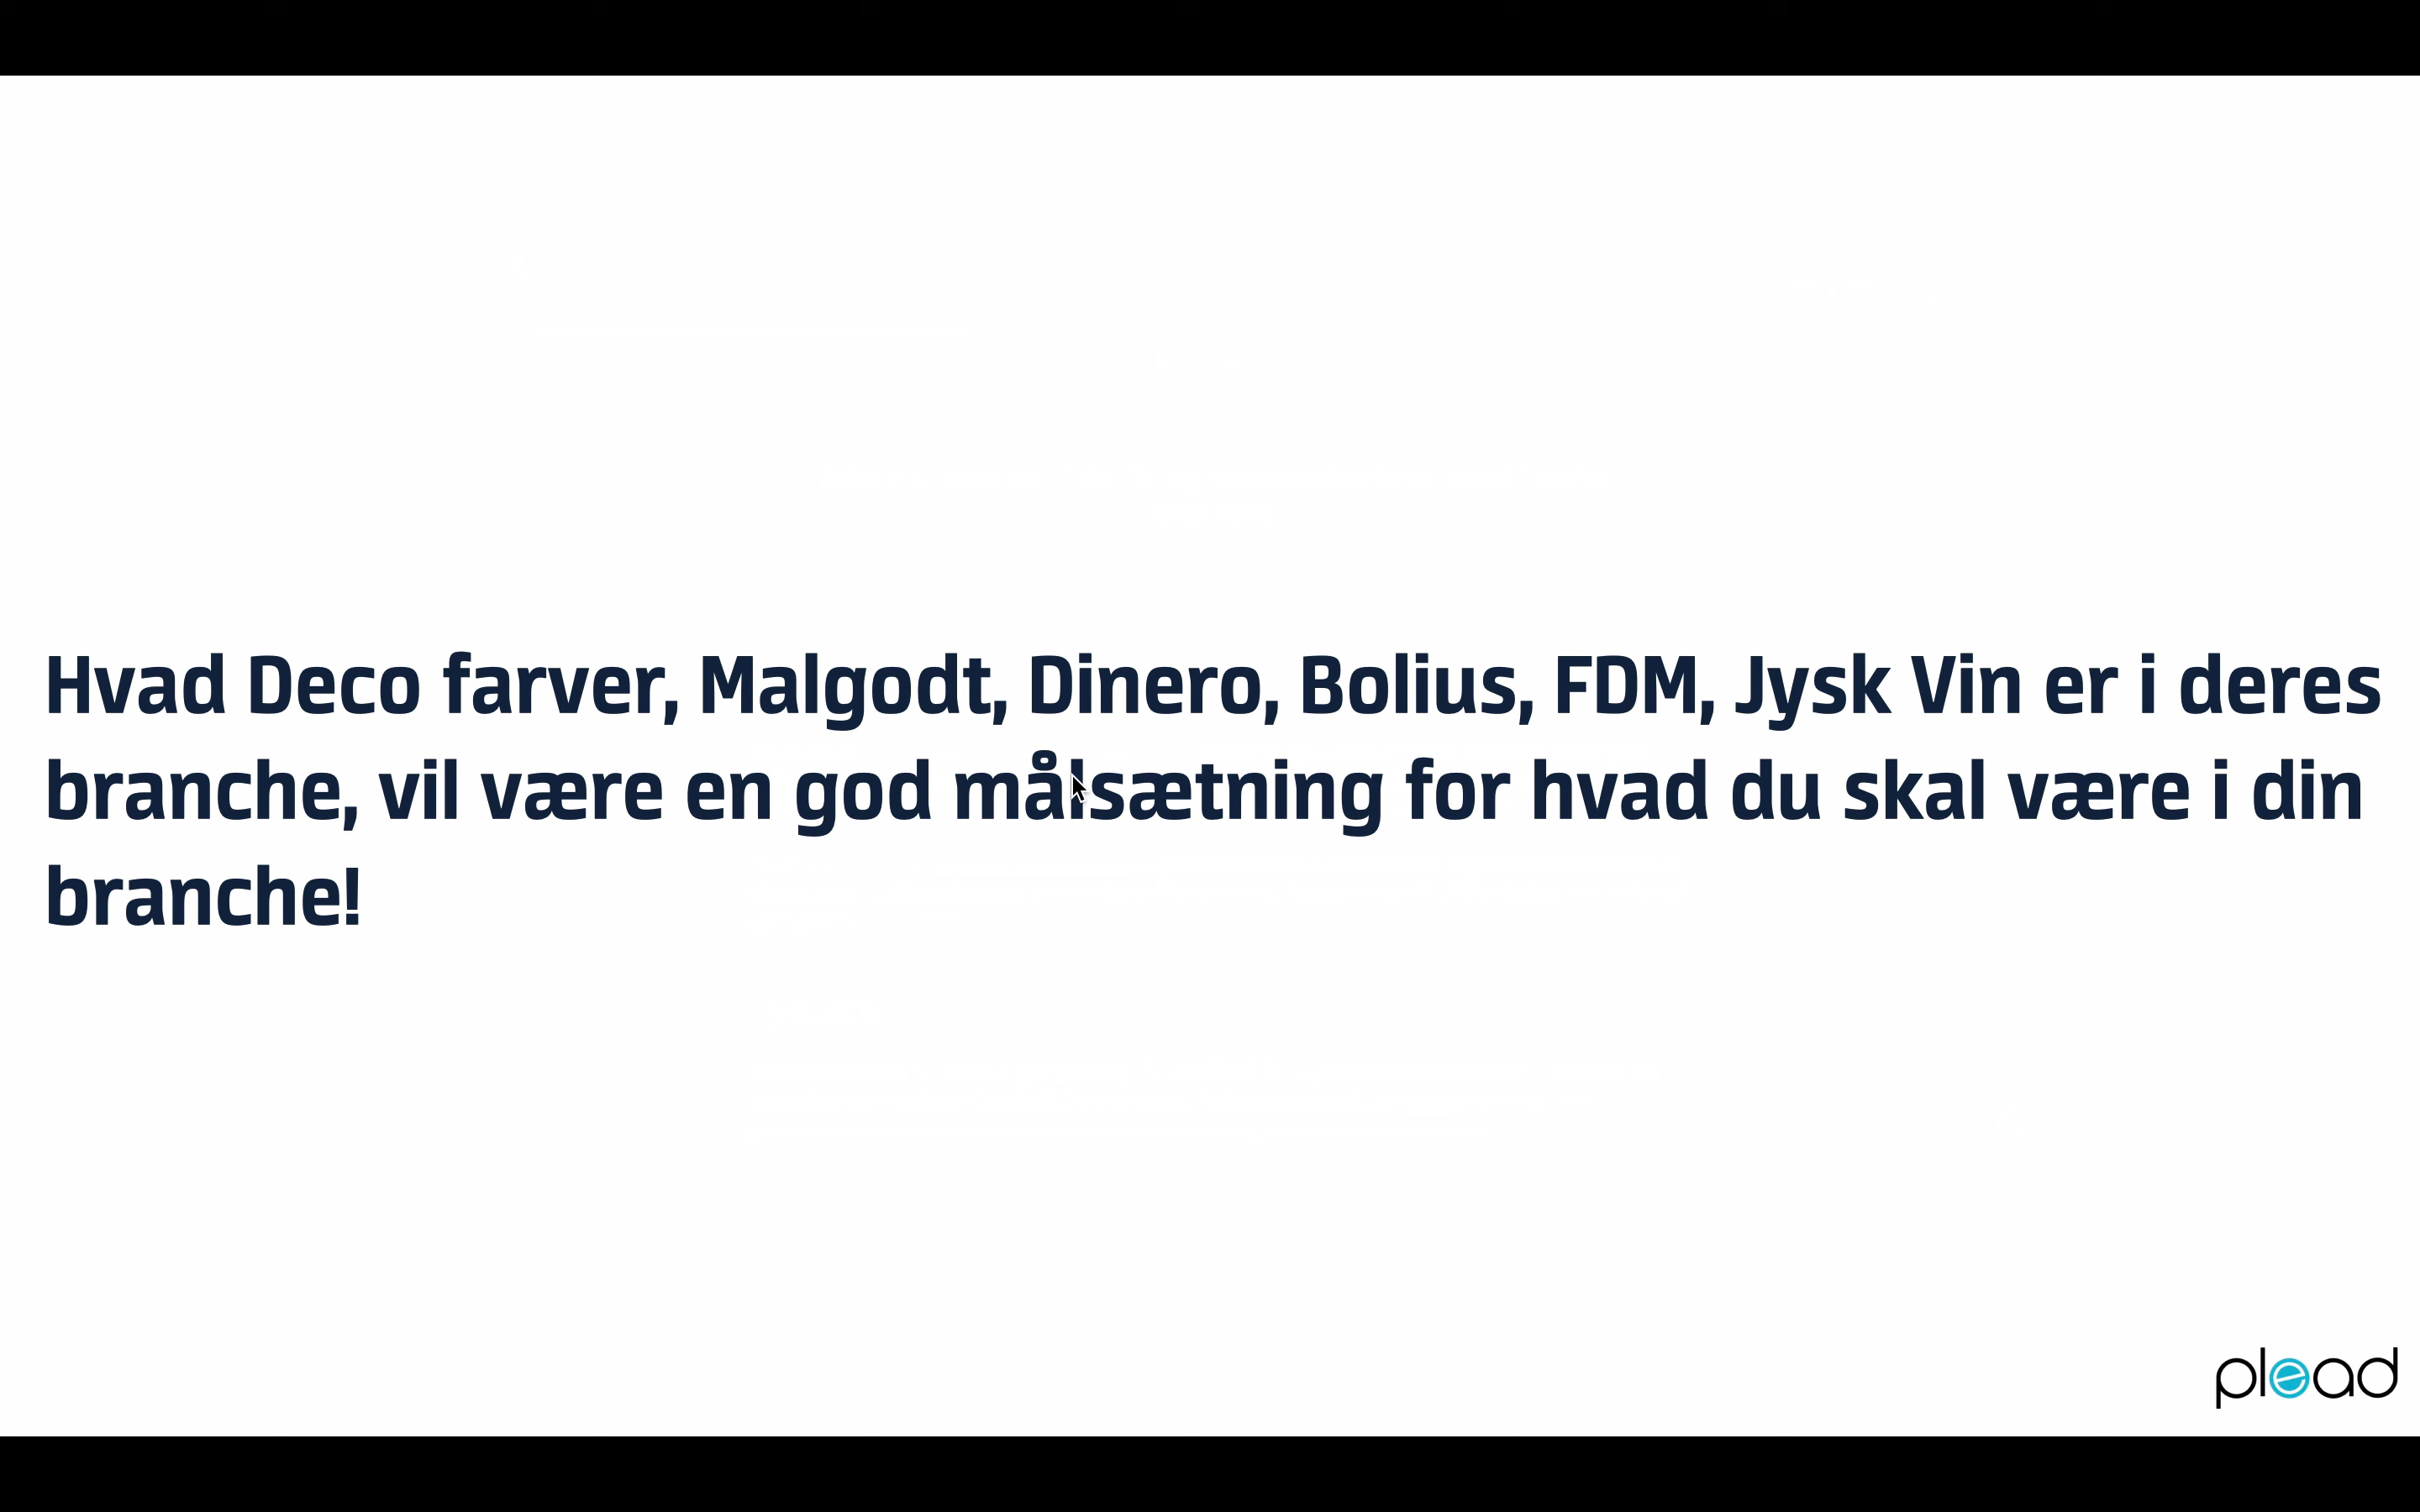 Hvad Deco farver, Malgodt, Dinero, Bolius, FDM, Jysk Vin er i deres
branche, vil være en god målsætning for hvad du skal være i din
branche!
plead